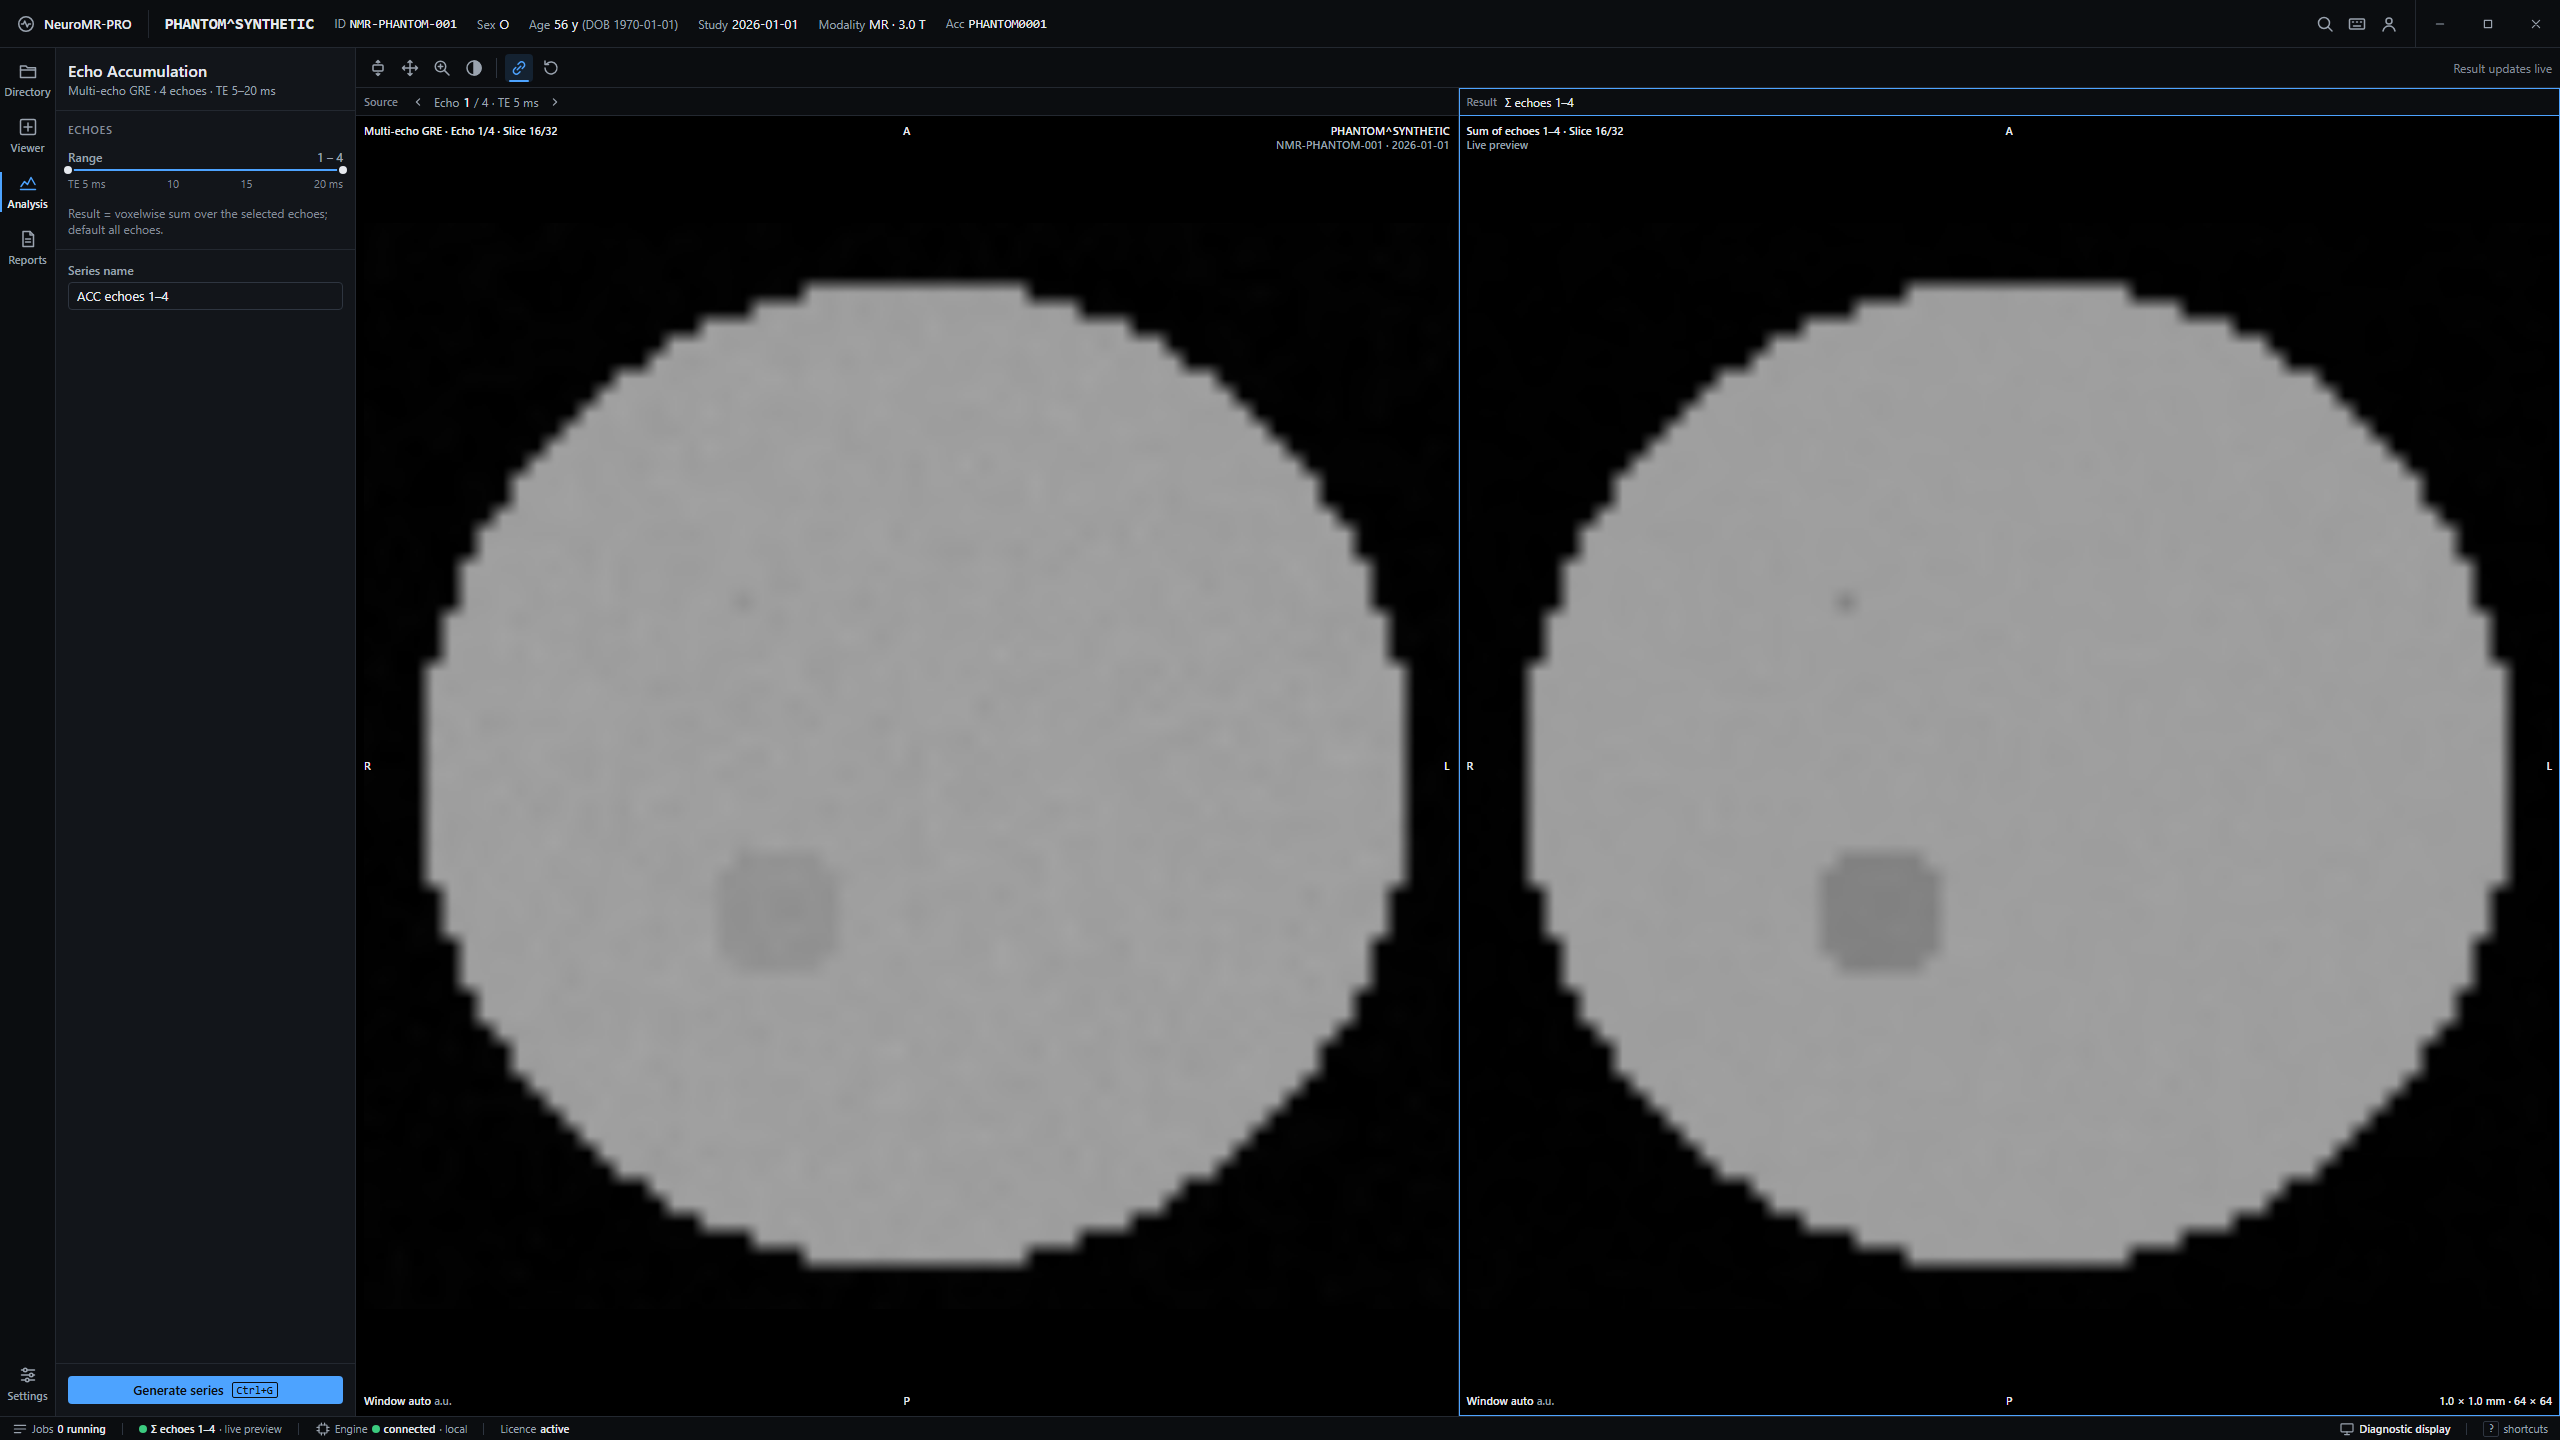 NeuroMR-PRO PHANTOM^SYNTHETIC ID NMR-PHANTOM-001 Sex O Age 56 y (DOB 1970-01-01) Study 2026-01-01 Modality MR · 3.0 T Acc PHANTOM0001
Directory
Viewer
Analysis
Reports
Settings
Echo Accumulation
Multi-echo GRE · 4 echoes · TE 5–20 ms
ECHOES
Range 1 – 4
TE 5 ms 10 15 20 ms
Result = voxelwise sum over the selected echoes;
default all echoes.
Series name
ACC echoes 1–4
Generate series Ctrl+G
Result updates live
Source Echo 1 / 4 · TE 5 ms
Multi-echo GRE · Echo 1/4 · Slice 16/32
A
PHANTOM^SYNTHETIC
NMR-PHANTOM-001 · 2026-01-01
R
L
Window auto a.u.
P
Result Σ echoes 1–4
Sum of echoes 1–4 · Slice 16/32
Live preview
A
R
L
Window auto a.u.
P
1.0 × 1.0 mm · 64 × 64
Jobs 0 running Σ echoes 1–4 · live preview Engine connected · local Licence active Diagnostic display ? shortcuts